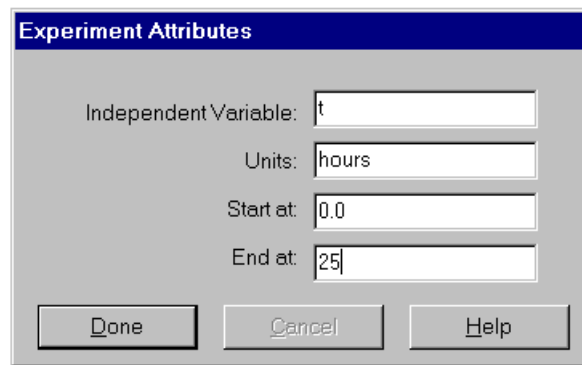 Experiment Attributes
Independent Variable: t
Units: hours
Start at: 0.0
End at: 25
Done Cancel Help